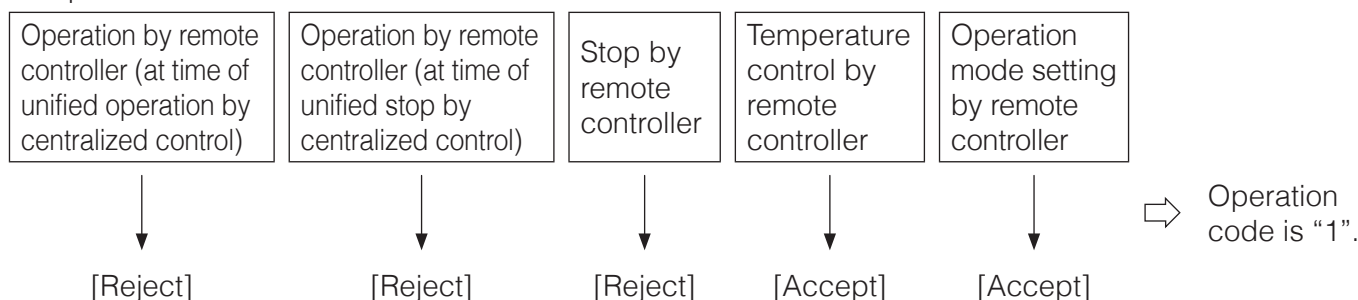 Operation by remote
controller (at time of
unified operation by
centralized control)
Operation by remote
controller (at time of
unified stop by
centralized control)
Stop by
remote
controller
Temperature
control by
remote
controller
Operation
mode setting
by remote
controller
Operation
code is “1”.
[Reject]
[Reject]
[Reject]
[Accept]
[Accept]